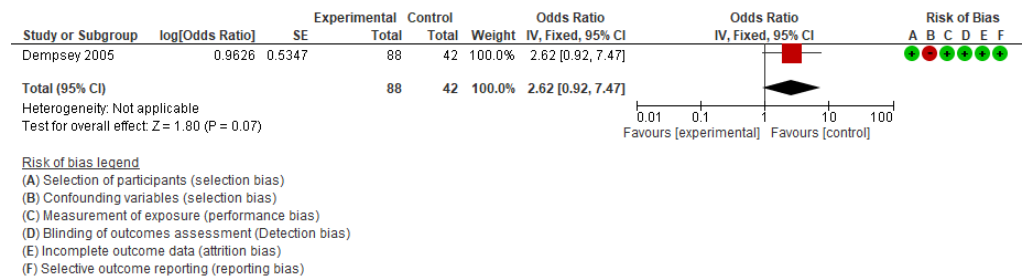 Experimental Control Odds Ratio Odds Ratio Risk of Bias
Study or Subgroup log[Odds Ratio] SE Total Total Weight IV, Fixed, 95% CI IV, Fixed, 95% CI A B C D E F
Dempsey 2005 0.9626 0.5347 88 42 100.0% 2.62 [0.92, 7.47] + - + + + +
Total (95% CI) 88 42 100.0% 2.62 [0.92, 7.47]
Heterogeneity: Not applicable
Test for overall effect: Z = 1.80 (P = 0.07)
0.01 0.1 1 10 100
Favours [experimental] Favours [control]
Risk of bias legend
(A) Selection of participants (selection bias)
(B) Confounding variables (selection bias)
(C) Measurement of exposure (performance bias)
(D) Blinding of outcomes assessment (Detection bias)
(E) Incomplete outcome data (attrition bias)
(F) Selective outcome reporting (reporting bias)